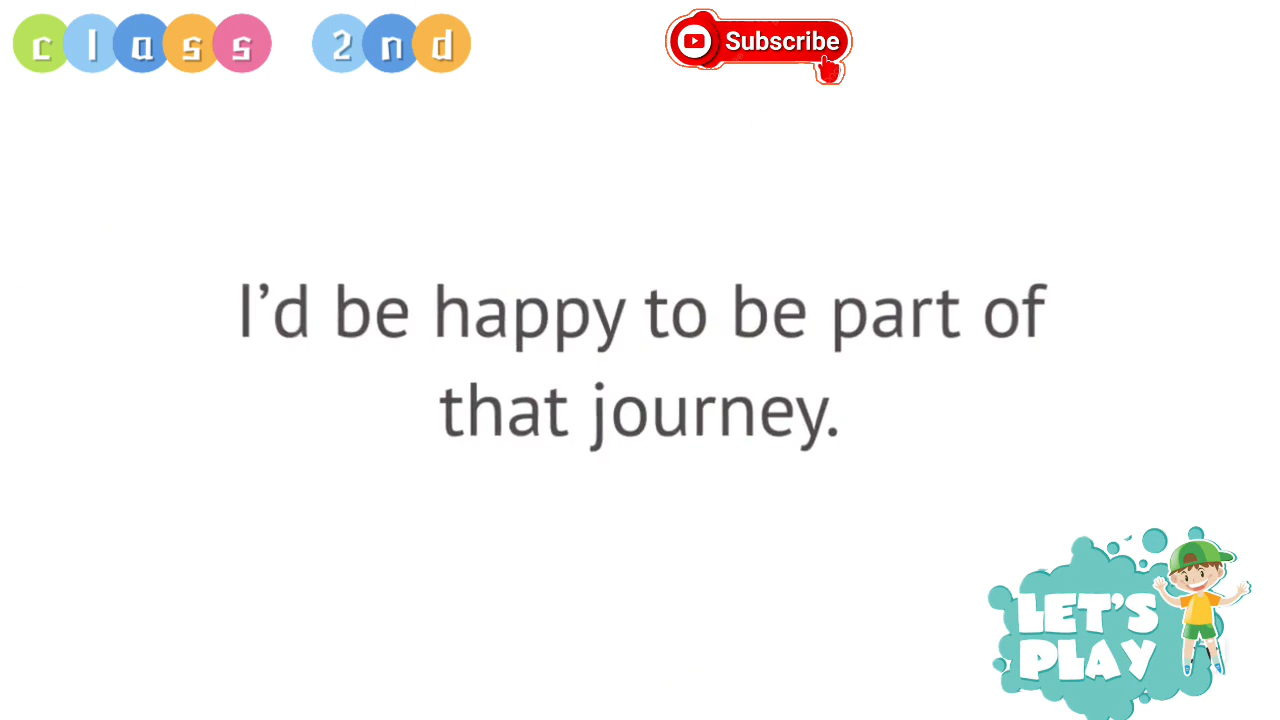 class 2nd
Subscribe
I’d be happy to be part of
that journey.
LET'S
PLAY